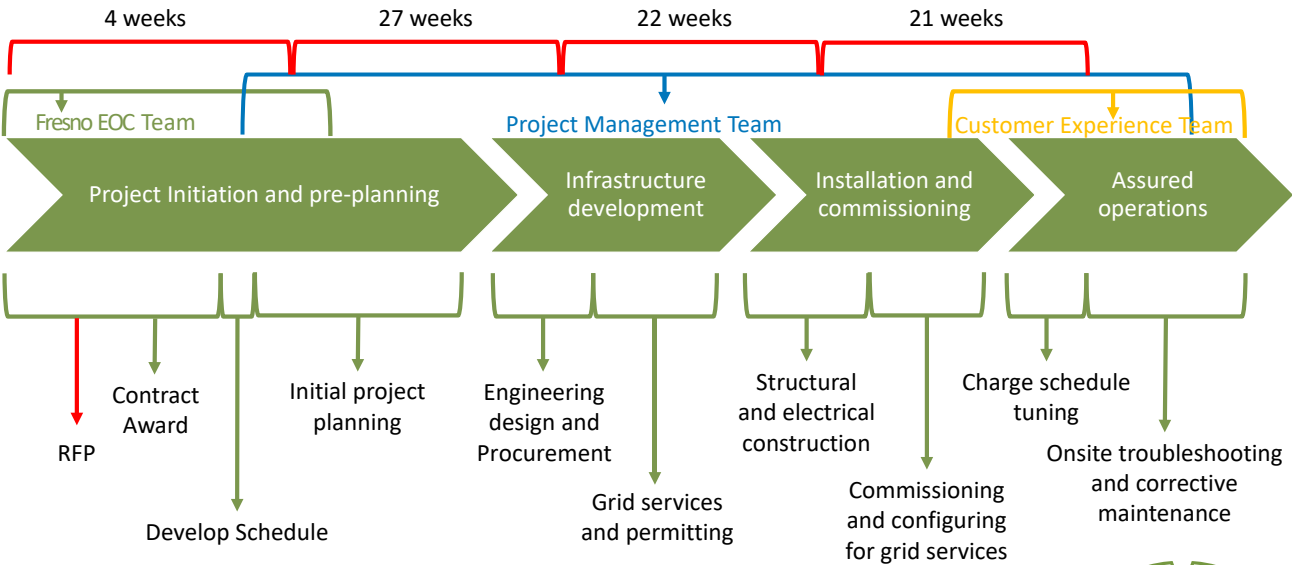 4 weeks
27 weeks
22 weeks
21 weeks
Fresno EOC Team
Project Management Team
Customer Experience Team
Project Initiation and pre-planning
Infrastructure
development
Installation and
commissioning
Assured
operations
RFP
Contract
Award
Develop Schedule
Initial project
planning
Engineering
design and
Procurement
Grid services
and permitting
Structural
and electrical
construction
Commissioning
and configuring
for grid services
Charge schedule
tuning
Onsite troubleshooting
and corrective
maintenance